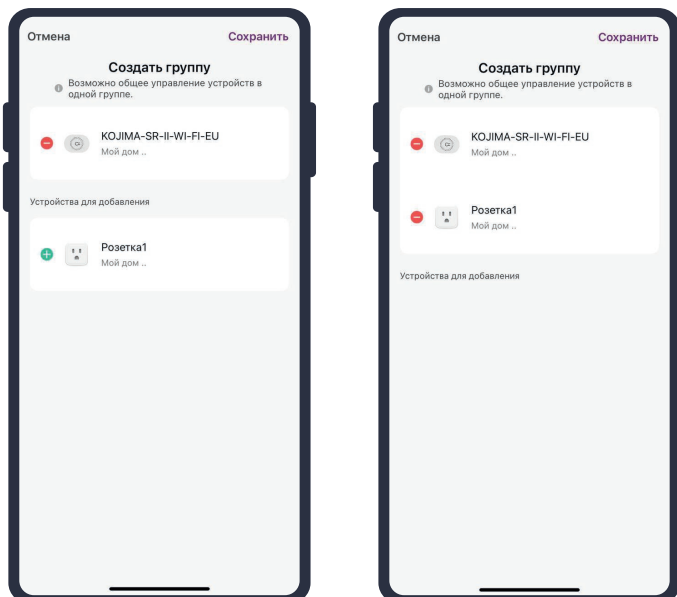 Отмена Сохранить
Создать группу
Возможно общее управление устройств в
одной группе.
KOJIMA-SR-II-WI-FI-EU
Мой дом ..
Устройства для добавления
Розетка1
Мой дом ..
Отмена Сохранить
Создать группу
Возможно общее управление устройств в
одной группе.
KOJIMA-SR-II-WI-FI-EU
Мой дом ..
Розетка1
Мой дом ..
Устройства для добавления